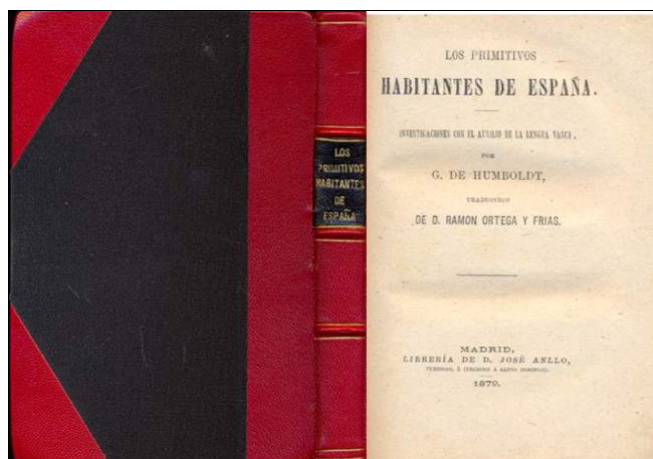 LOS
PRIMITIVOS
HABITANTES
DE
ESPAÑA
LOS PRIMITIVOS
HABITANTES DE ESPAÑA.
INVESTIGACIONES CON EL AUXILIO DE LA LENGUA VASCA,
POR
G. DE HUMBOLDT,
TRADUCCION
DE D. RAMON ORTEGA Y FRIAS.
MADRID,
LIBRERÍA DE D. JOSÉ ANLLO,
1879.